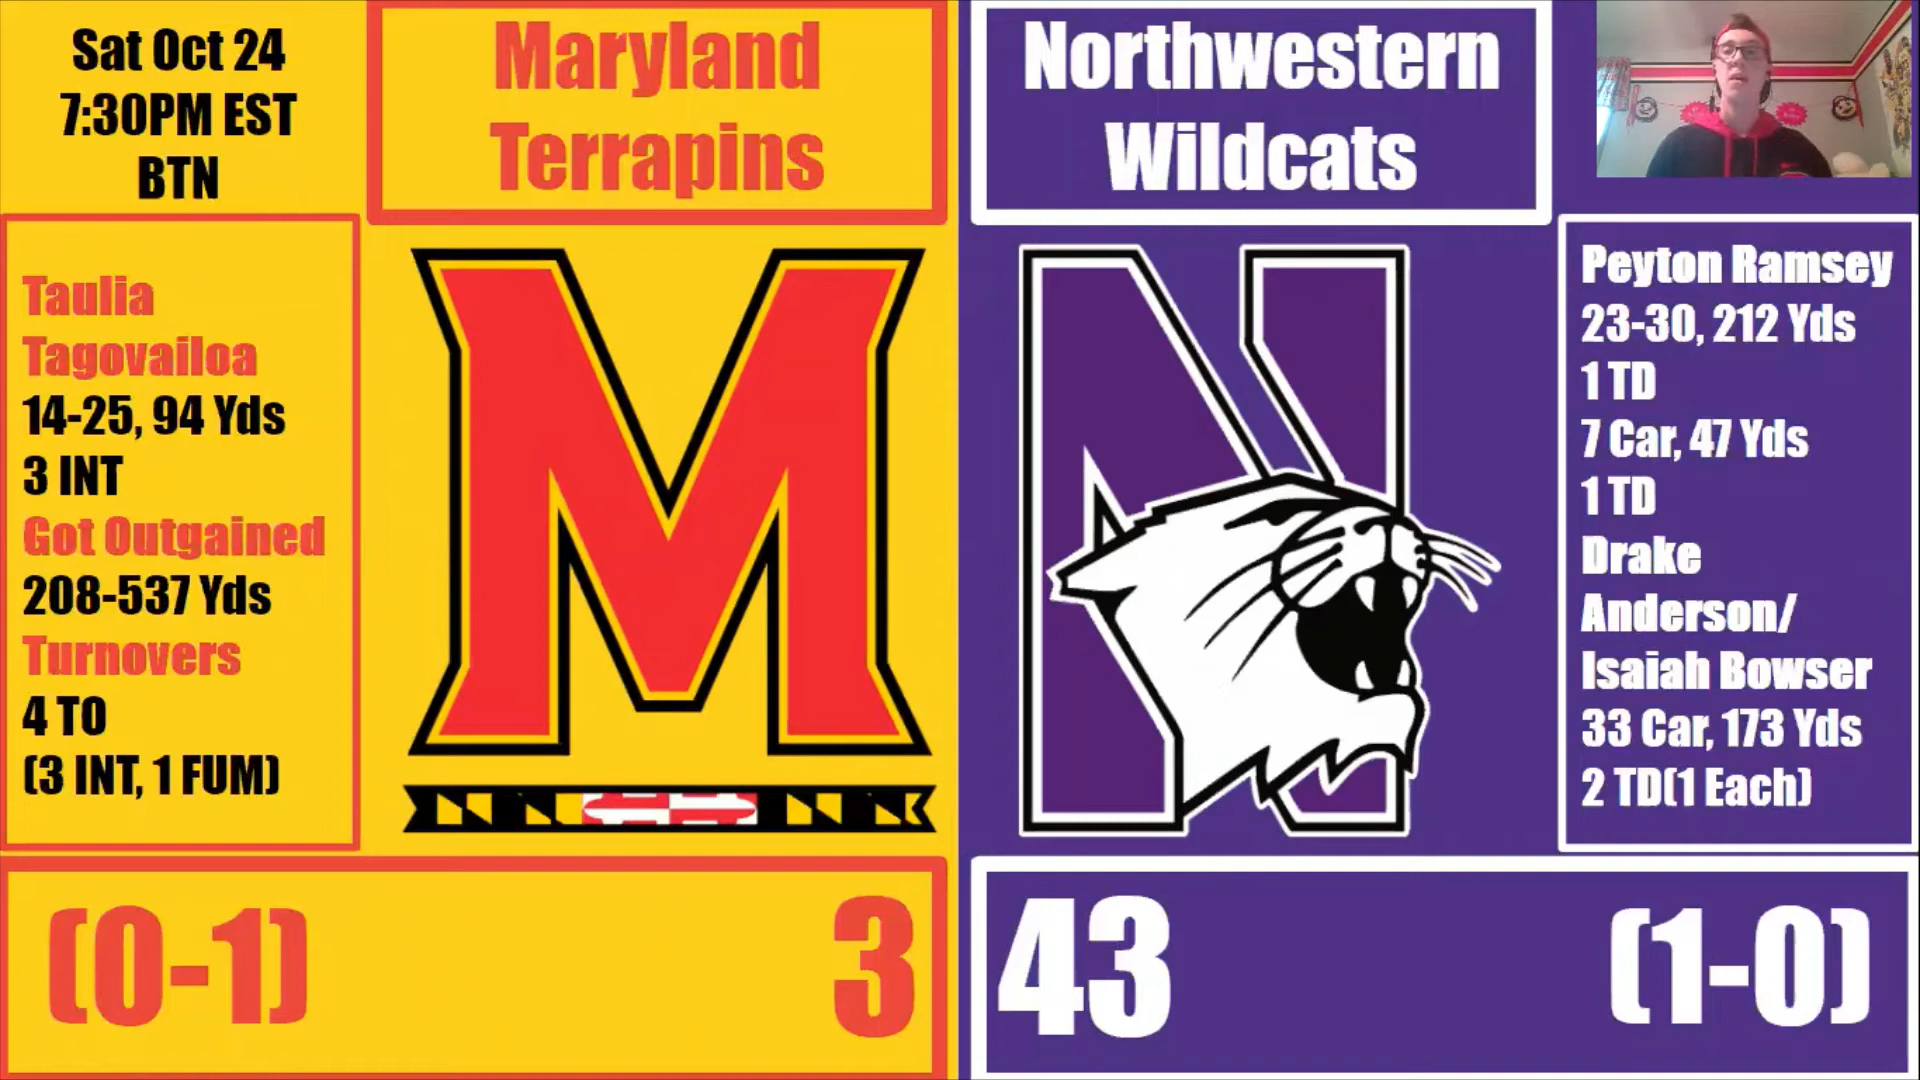 Sat Oct 24
7:30PM EST
BTN
Maryland
Terrapins
Northwestern
Wildcats
Taulia
Tagovailoa
14-25, 94 Yds
3 INT
Got Outgained
208-537 Yds
Turnovers
4 TO
(3 INT, 1 FUM)
M
N
Peyton Ramsey
23-30, 212 Yds
1 TD
7 Car, 47 Yds
1 TD
Drake
Anderson/
Isaiah Bowser
33 Car, 173 Yds
2 TD(1 Each)
(0-1)
3
43
(1-0)